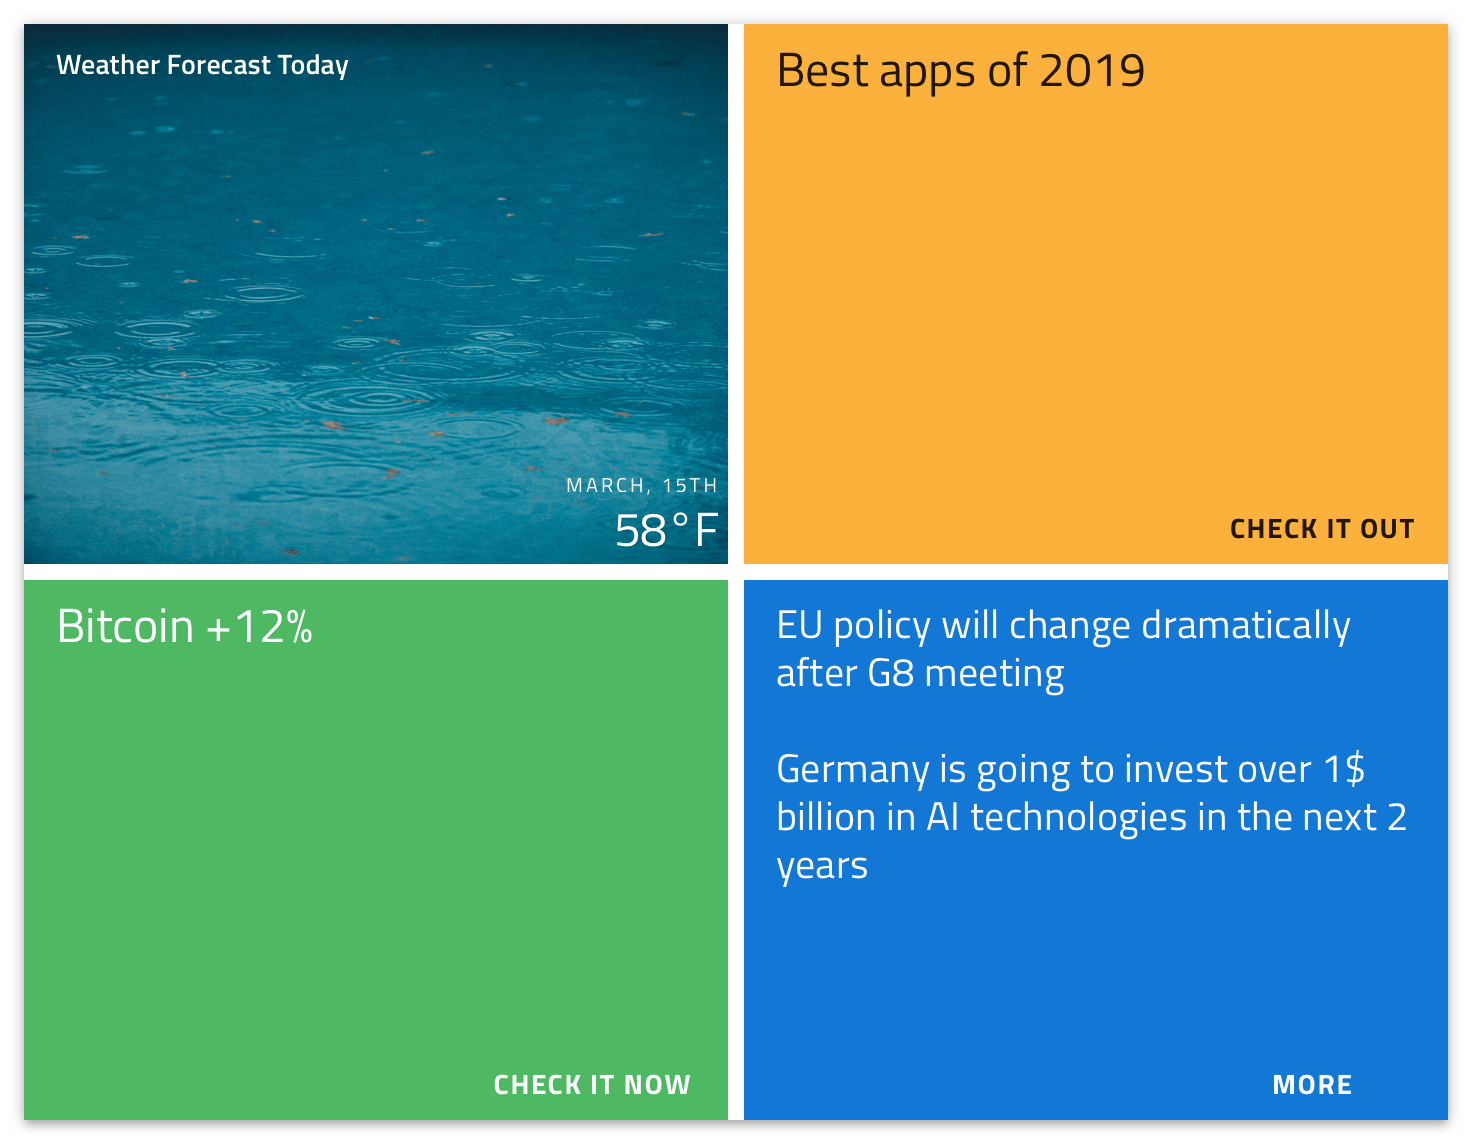 Weather Forecast Today
MARCH, 15TH
58°F
Best apps of 2019
CHECK IT OUT
Bitcoin +12%
CHECK IT NOW
EU policy will change dramatically
after G8 meeting
Germany is going to invest over 1$
billion in AI technologies in the next 2
years
MORE